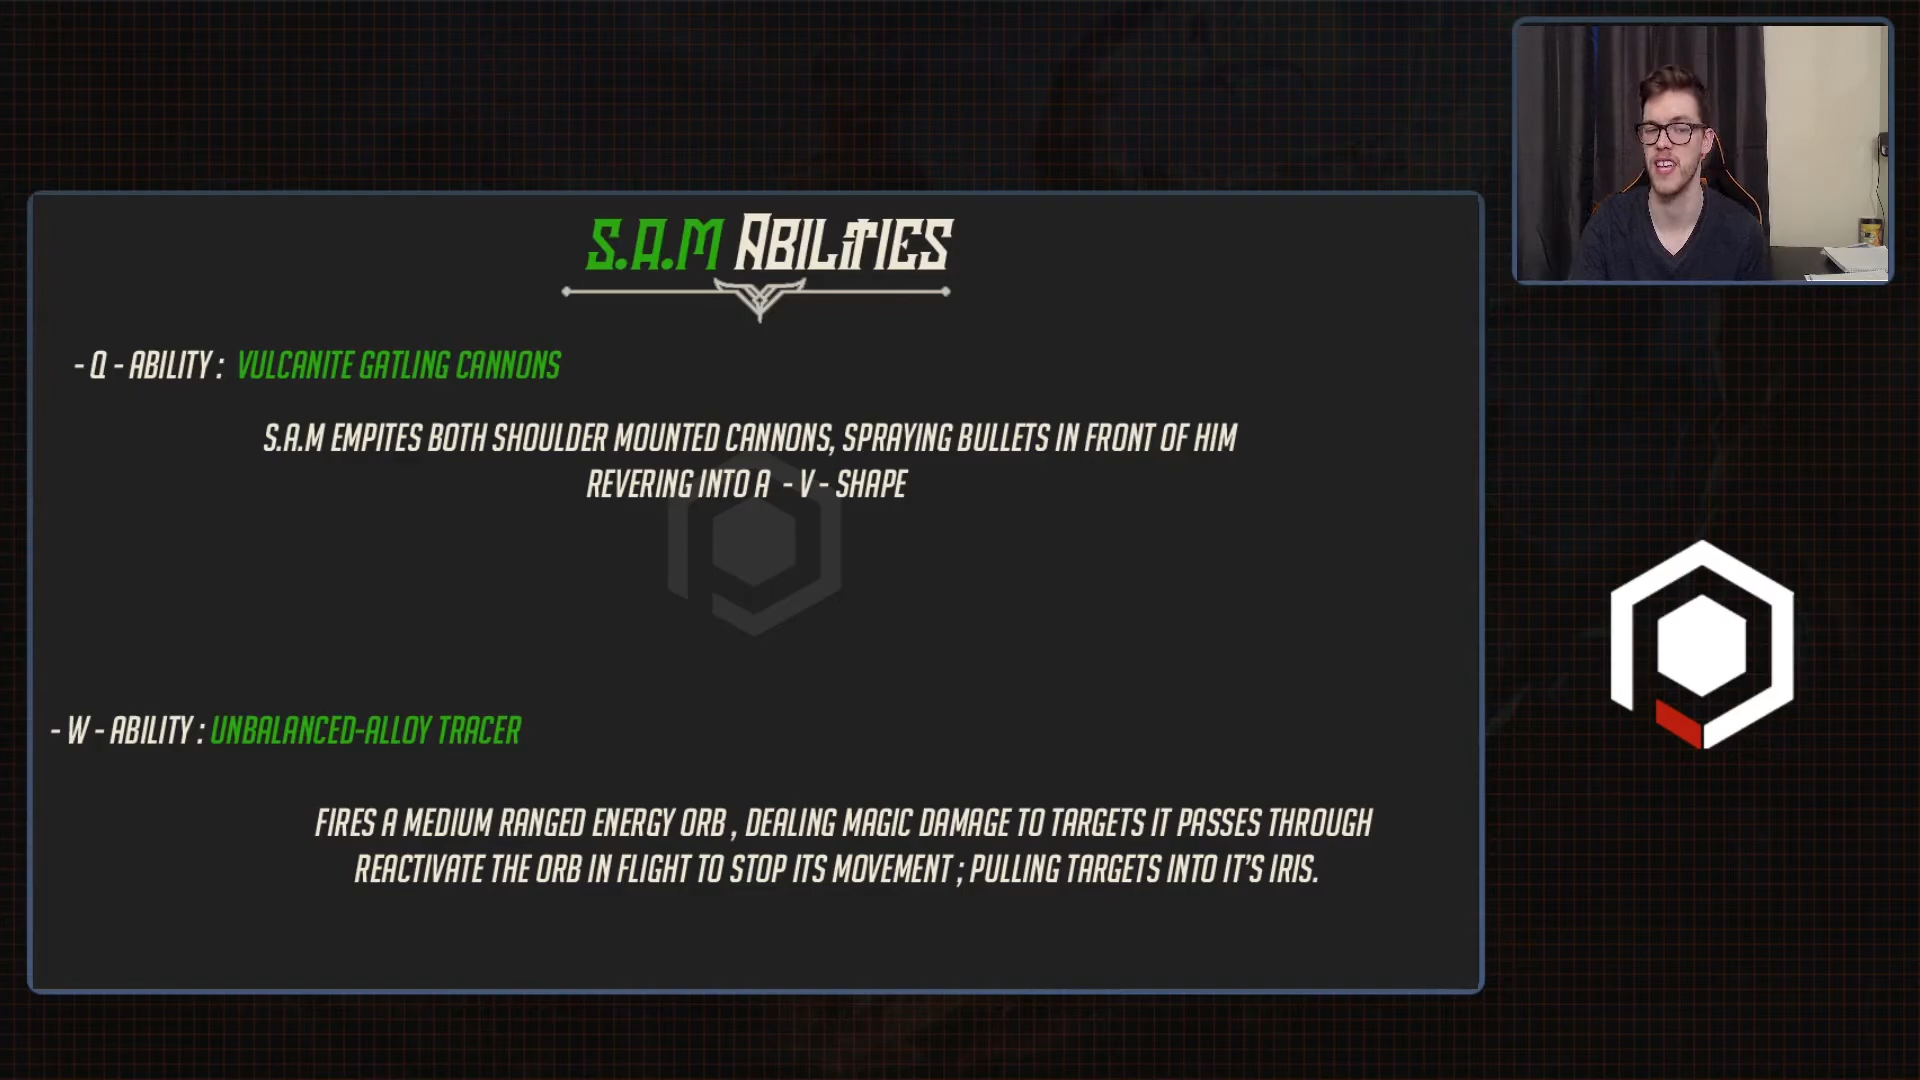 S.A.M ABILITIES
- Q - ABILITY : VULCANITE GATLING CANNONS
S.A.M EMPITES BOTH SHOULDER MOUNTED CANNONS, SPRAYING BULLETS IN FRONT OF HIM
REVERING INTO A - V - SHAPE
- W - ABILITY : UNBALANCED-ALLOY TRACER
FIRES A MEDIUM RANGED ENERGY ORB , DEALING MAGIC DAMAGE TO TARGETS IT PASSES THROUGH
REACTIVATE THE ORB IN FLIGHT TO STOP ITS MOVEMENT ; PULLING TARGETS INTO IT'S IRIS.